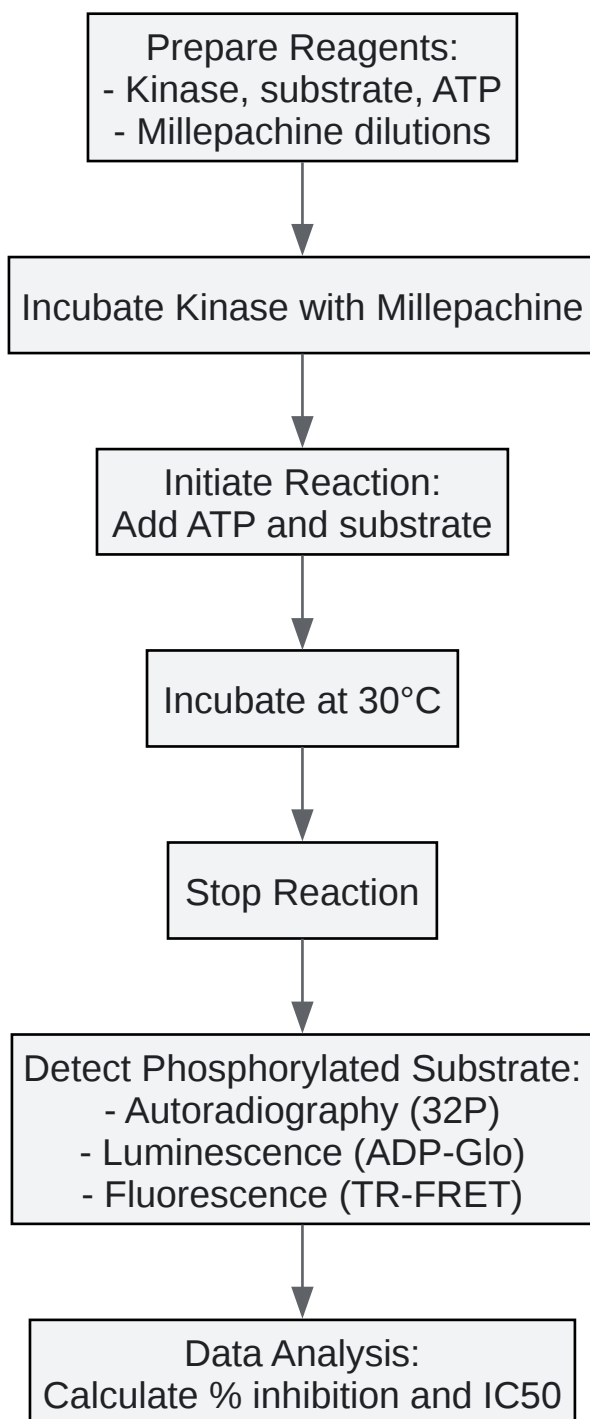 Prepare Reagents:
- Kinase, substrate, ATP
- Millepachine dilutions
Incubate Kinase with Millepachine
Initiate Reaction:
Add ATP and substrate
Incubate at 30°C
Stop Reaction
Detect Phosphorylated Substrate:
- Autoradiography (32P)
- Luminescence (ADP-Glo)
- Fluorescence (TR-FRET)
Data Analysis:
Calculate % inhibition and IC50